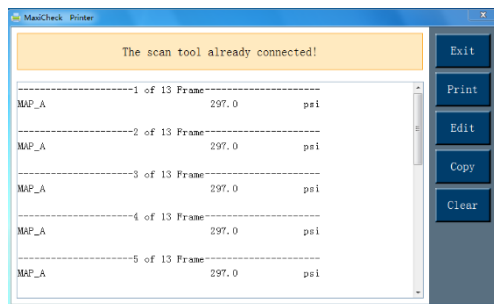 MaxiCheck Printer
The scan tool already connected!
Exit
Print
Edit
Copy
Clear
----------------------1 of 13 Frame----------------------
MAP_A 297.0 psi
----------------------2 of 13 Frame----------------------
MAP_A 297.0 psi
----------------------3 of 13 Frame----------------------
MAP_A 297.0 psi
----------------------4 of 13 Frame----------------------
MAP_A 297.0 psi
----------------------5 of 13 Frame----------------------
MAP_A 297.0 psi